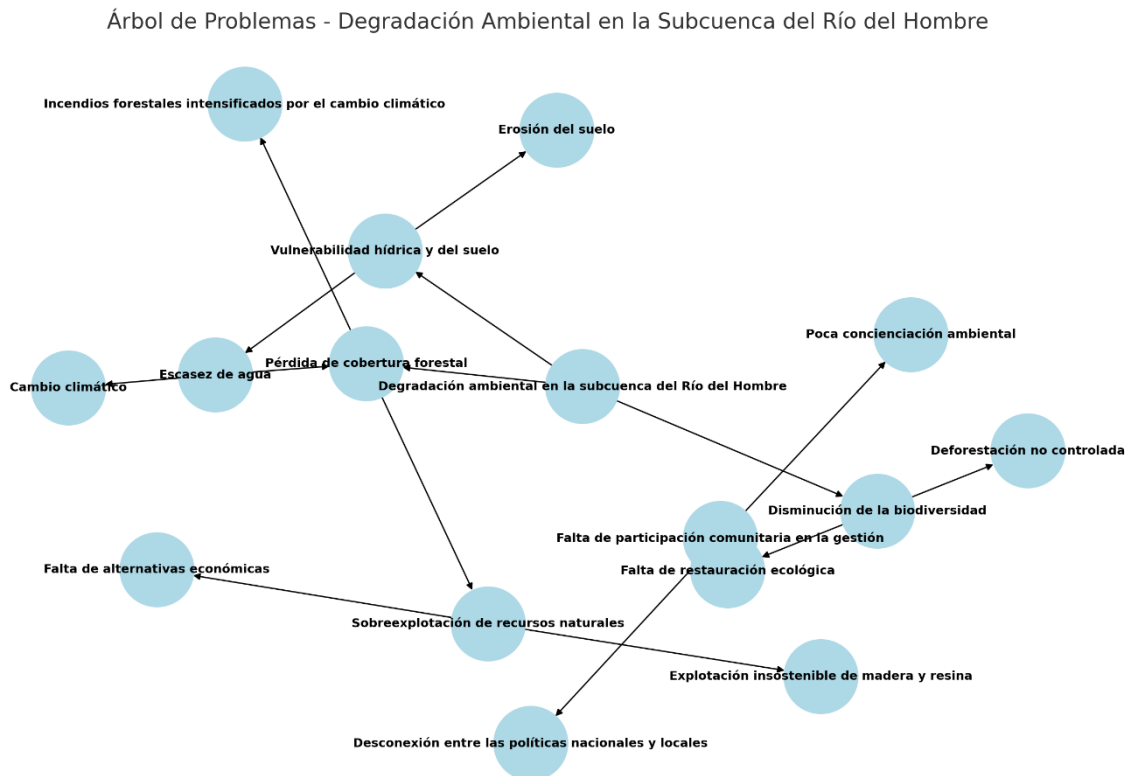 Árbol de Problemas - Degradación Ambiental en la Subcuenca del Río del Hombre
Incendios forestales intensificados por el cambio climático
Erosión del suelo
Vulnerabilidad hídrica y del suelo
Poca concienciación ambiental
Pérdida de cobertura forestal
Escasez de agua
Cambio climático
Degradación ambiental en la subcuenca del Río del Hombre
Deforestación no controlada
Disminución de la biodiversidad
Falta de participación comunitaria en la gestión
Falta de alternativas económicas
Falta de restauración ecológica
Sobreexplotación de recursos naturales
Explotación insostenible de madera y resina
Desconexión entre las políticas nacionales y locales